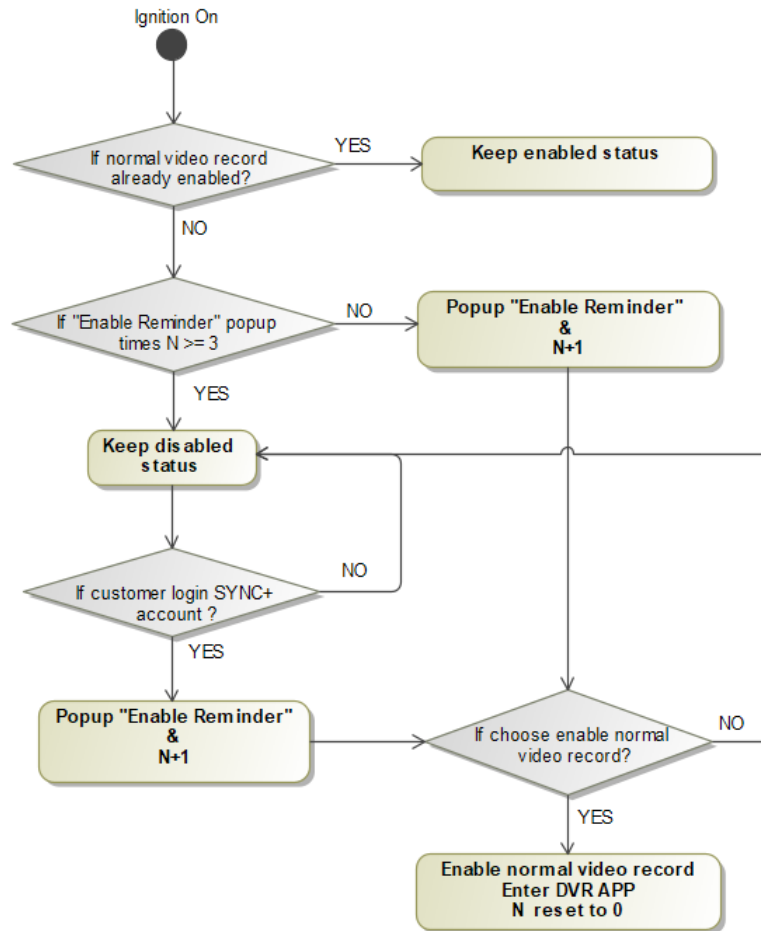 Ignition On
If normal video record
already enabled?
YES
Keep enabled status
NO
If "Enable Reminder" popup
times N >= 3
NO
Popup "Enable Reminder"
&
N+1
YES
Keep disabled
status
If customer login SYNC+
account ?
NO
YES
Popup "Enable Reminder"
&
N+1
If choose enable normal
video record?
NO
YES
Enable normal video record
Enter DVR APP
N reset to 0